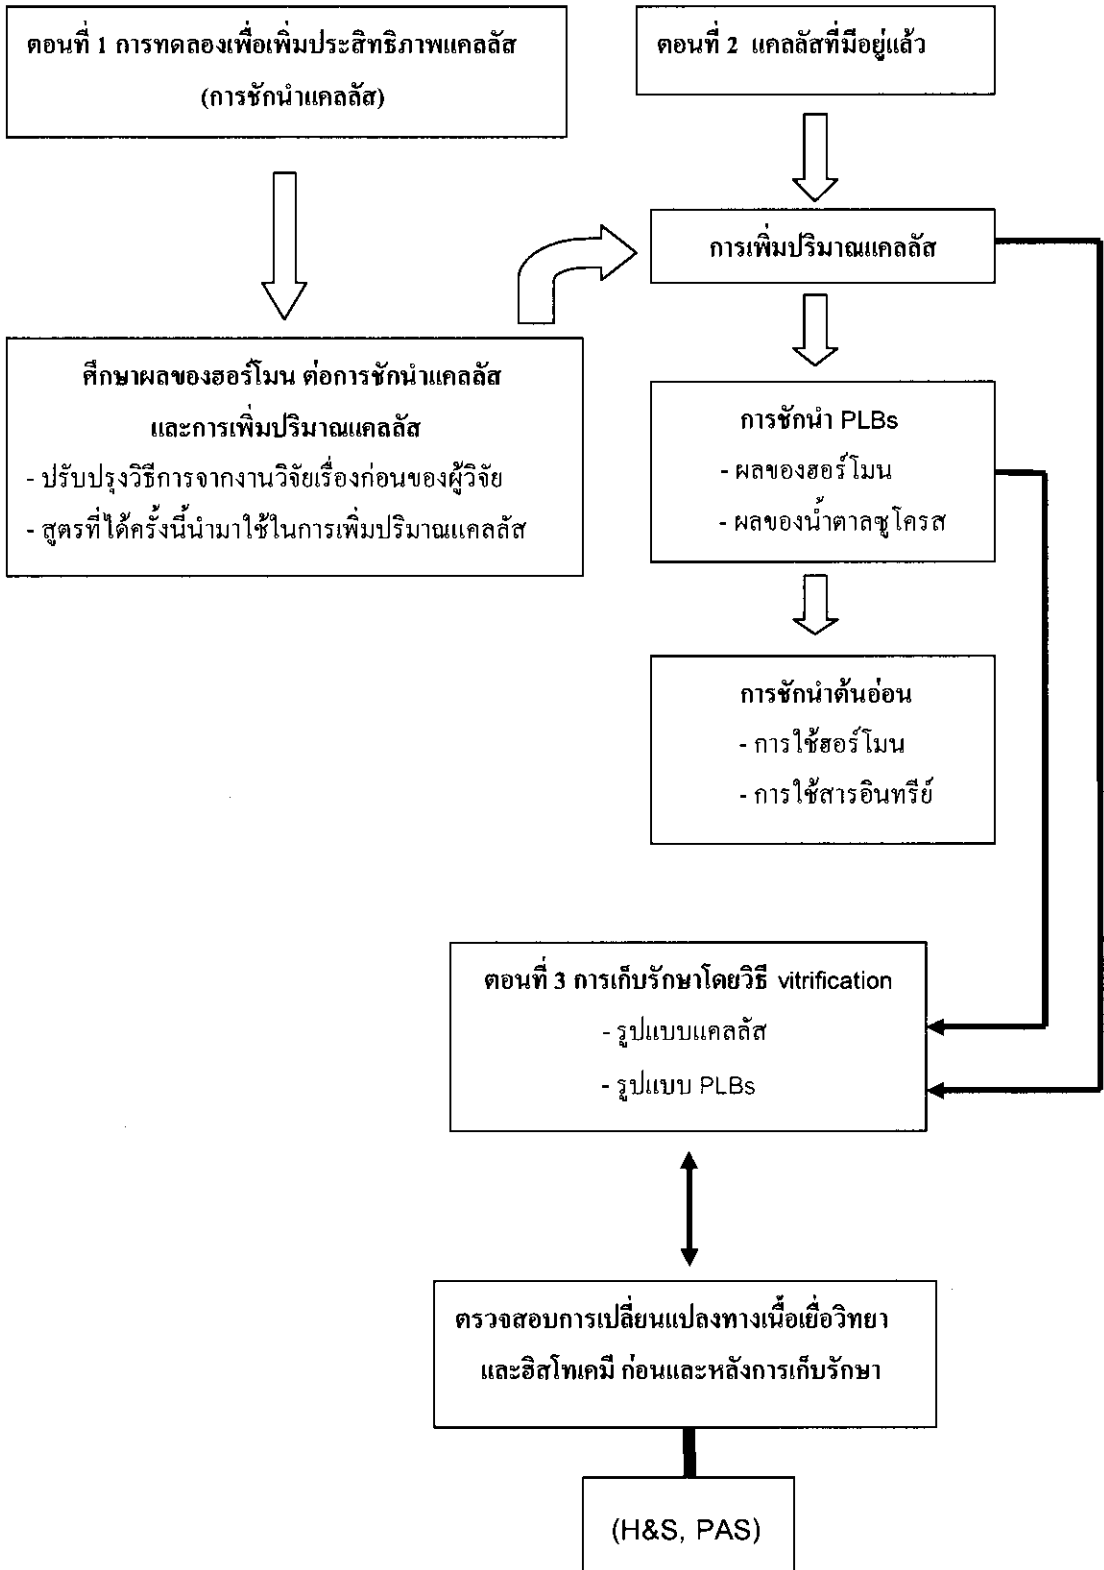 ตอนที่ 1 การทดลองเพื่อเพิ่มประสิทธิภาพแคลลัส
(การชักนำแคลลัส)
ตอนที่ 2 แคลลัสที่มีอยู่แล้ว
การเพิ่มปริมาณแคลลัส
ศึกษาผลของฮอร์โมน ต่อการชักนำแคลลัส
และการเพิ่มปริมาณแคลลัส
- ปรับปรุงวิธีการจากงานวิจัยเรื่องก่อนของผู้วิจัย
- สูตรที่ได้ครั้งนี้นำมาใช้ในการเพิ่มปริมาณแคลลัส
การชักนำ PLBs
- ผลของฮอร์โมน
- ผลของน้ำตาลซูโครส
การชักนำต้นอ่อน
- การใช้ฮอร์โมน
- การใช้สารอินทรีย์
ตอนที่ 3 การเก็บรักษาโดยวิธี vitrification
- รูปแบบแคลลัส
- รูปแบบ PLBs
ตรวจสอบการเปลี่ยนแปลงทางเนื้อเยื่อวิทยา
และฮิสโทเคมี ก่อนและหลังการเก็บรักษา
(H&S, PAS)